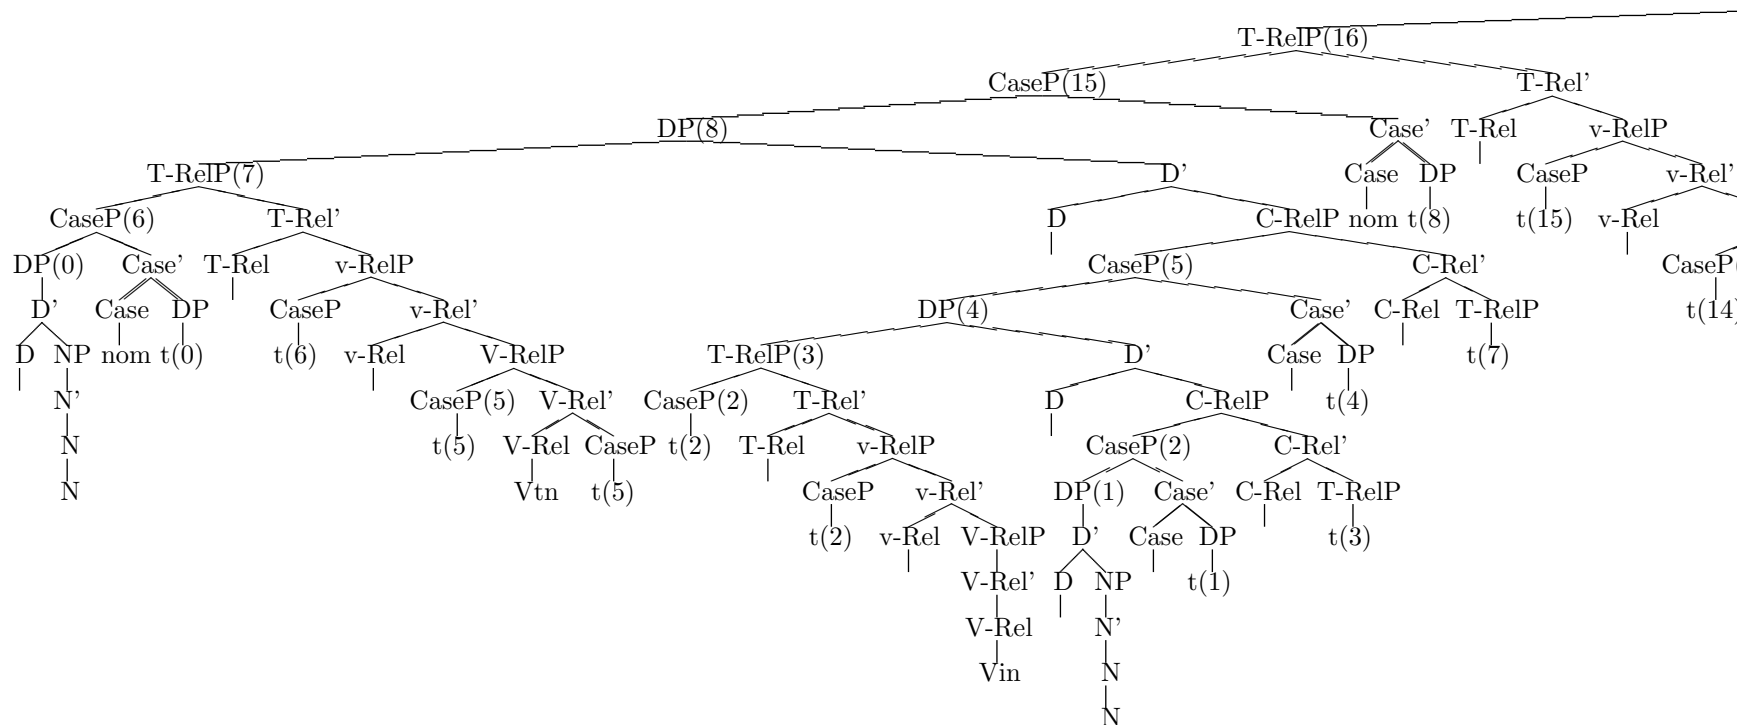 T-RelP(16)
CaseP(15) T-Rel'
DP(8) Case' T-Rel v-RelP
T-RelP(7) D' Case DP CaseP v-Rel'
CaseP(6) T-Rel' D C-RelP nom t(8) t(15) v-Rel
DP(0) Case' T-Rel v-RelP CaseP(5) C-Rel' CaseP(
D' Case DP CaseP v-Rel' DP(4) Case' C-Rel T-RelP t(14)
D NP nom t(0) t(6) v-Rel V-RelP T-RelP(3) D' Case DP t(7)
N' CaseP(5) V-Rel' CaseP(2) T-Rel' D C-RelP t(4)
N t(5) V-Rel CaseP t(2) T-Rel v-RelP CaseP(2) C-Rel'
N Vtn t(5) CaseP v-Rel' DP(1) Case' C-Rel T-RelP
t(2) v-Rel V-RelP D' Case DP t(3)
V-Rel' D NP t(1)
V-Rel N'
Vin N
N